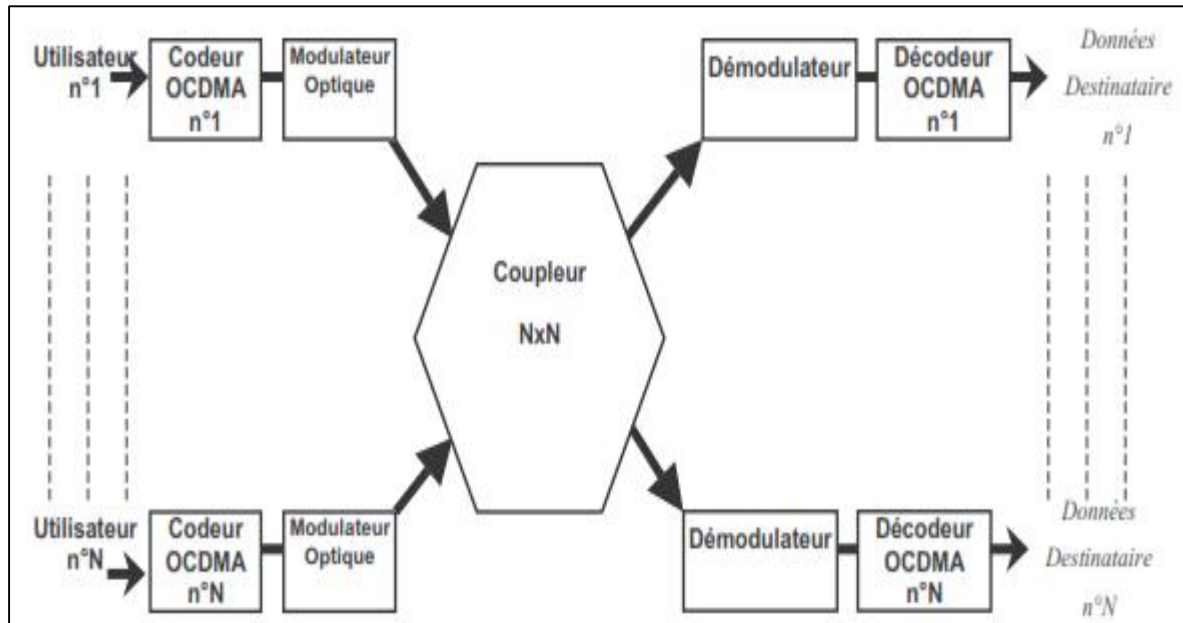 Utilisateur
n°1
Codeur
OCDMA
n°1
Modulateur
Optique
Démodulateur
Décodeur
OCDMA
n°1
Données
Destinataire
n°1
Coupleur
NxN
Utilisateur
n°N
Codeur
OCDMA
n°N
Modulateur
Optique
Démodulateur
Décodeur
OCDMA
n°N
Données
Destinataire
n°N